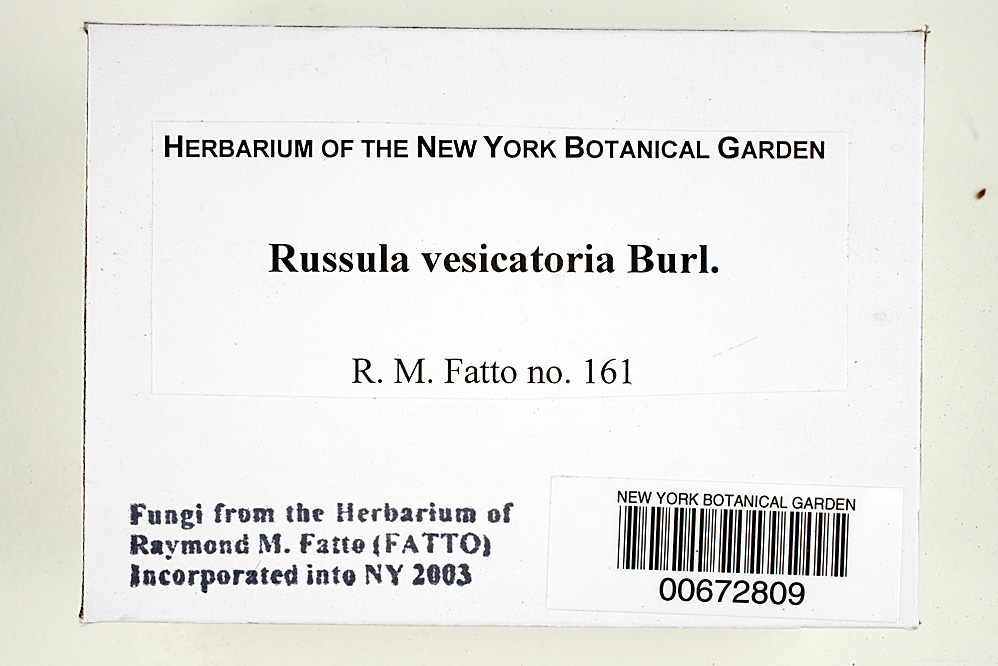 HERBARIUM OF THE NEW YORK BOTANICAL GARDEN
Russula vesicatoria Burl.
R. M. Fatto no. 161
Fungi from the Herbarium of
Raymond M. Fatto (FATTO)
Incorporated into NY 2003
NEW YORK BOTANICAL GARDEN
00672809